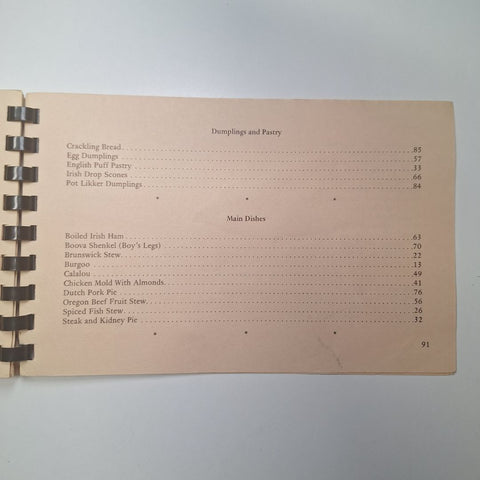 Dumplings and Pastry
Crackling Bread. . . . . . . . . . . . . . . . . . . . . . . . . . . . . . . . . . . . . . . .85
Egg Dumplings . . . . . . . . . . . . . . . . . . . . . . . . . . . . . . . . . . . . . . . .57
English Puff Pastry . . . . . . . . . . . . . . . . . . . . . . . . . . . . . . . . . . . . . . . .33
Irish Drop Scones . . . . . . . . . . . . . . . . . . . . . . . . . . . . . . . . . . . . . . . .66
Pot Likker Dumplings. . . . . . . . . . . . . . . . . . . . . . . . . . . . . . . . . . . . . . . .84
* * *
Main Dishes
Boiled Irish Ham . . . . . . . . . . . . . . . . . . . . . . . . . . . . . . . . . . . . . . . .63
Boova Shenkel (Boy's Legs) . . . . . . . . . . . . . . . . . . . . . . . . . . . . . . . . . . . . . . . .70
Brunswick Stew. . . . . . . . . . . . . . . . . . . . . . . . . . . . . . . . . . . . . . . .22
Burgoo . . . . . . . . . . . . . . . . . . . . . . . . . . . . . . . . . . . . . . . .13
Calalou . . . . . . . . . . . . . . . . . . . . . . . . . . . . . . . . . . . . . . . .49
Chicken Mold With Almonds. . . . . . . . . . . . . . . . . . . . . . . . . . . . . . . . . . . . . . . .41
Dutch Pork Pie . . . . . . . . . . . . . . . . . . . . . . . . . . . . . . . . . . . . . . . .76
Oregon Beef Fruit Stew. . . . . . . . . . . . . . . . . . . . . . . . . . . . . . . . . . . . . . . .56
Spiced Fish Stew. . . . . . . . . . . . . . . . . . . . . . . . . . . . . . . . . . . . . . . .26
Steak and Kidney Pie . . . . . . . . . . . . . . . . . . . . . . . . . . . . . . . . . . . . . . . .32
* * *
91